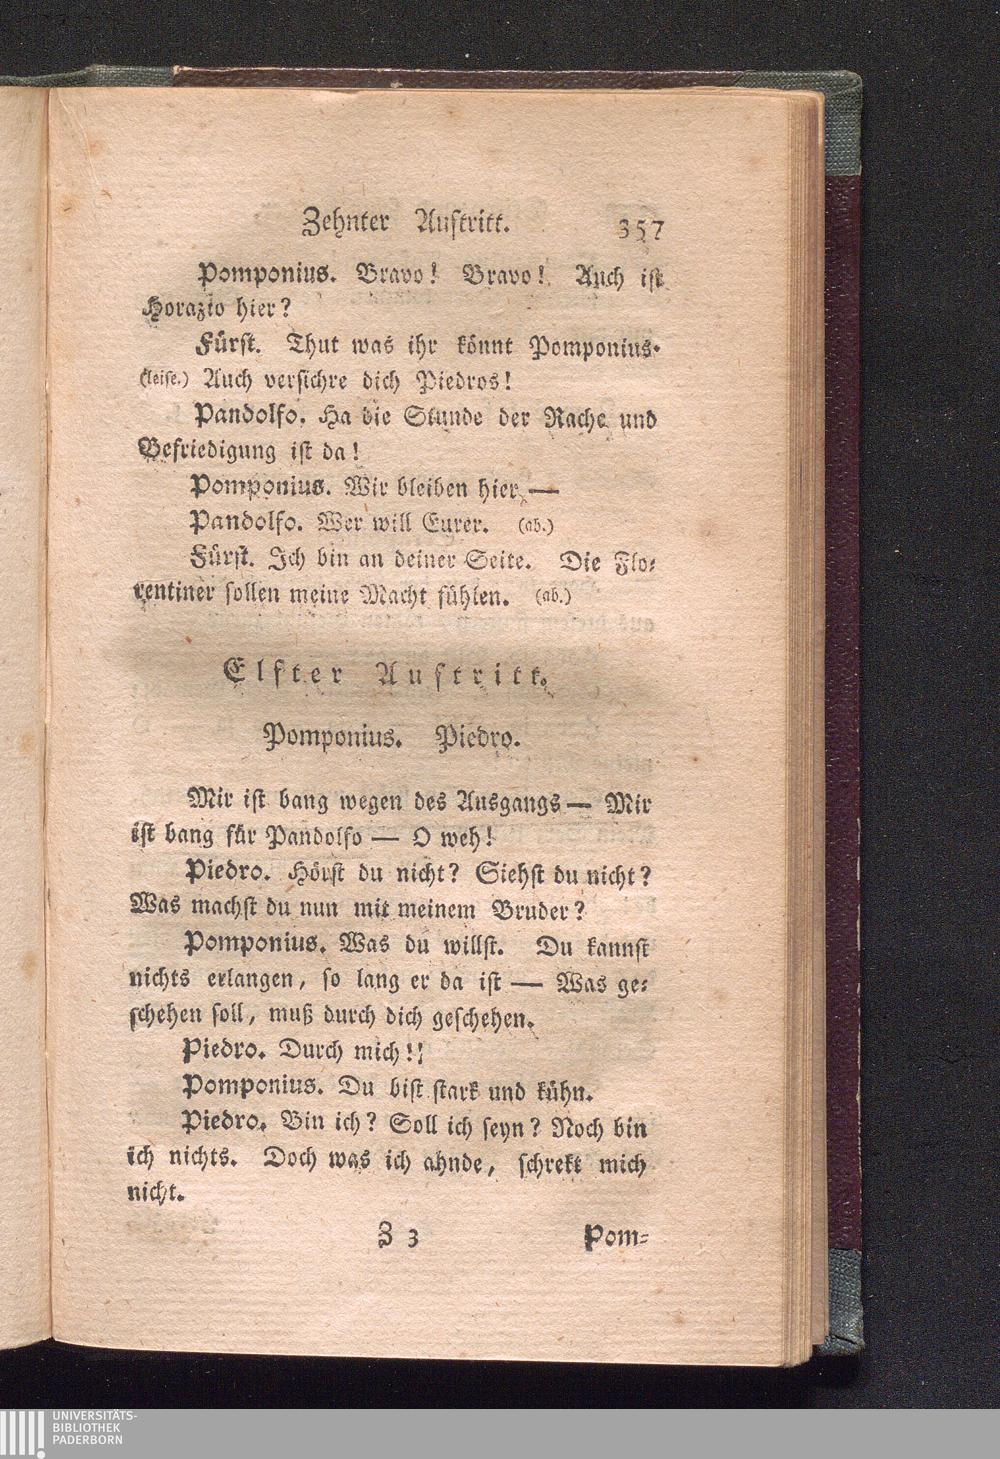 Zehnter Auftritt. 357
Pomponius. Bravo! Bravo! Auch ist
Horazio hier?
Fürst. Thut was ihr könnt Pomponius.
(leise.) Auch versichre dich Piedros!
Pandolfo. Ha die Stunde der Rache und
Befriedigung ist da!
Pomponius. Wir bleiben hier —
Pandolfo. Wer will Eurer. (ab.)
Fürst. Ich bin an deiner Seite. Die Flo-
rentiner sollen meine Macht fühlen. (ab.)
Elfter Auftritt.
Pomponius. Piedro.
Mir ist bang wegen des Ausgangs — Mir
ist bang für Pandolfo — O weh!
Piedro. Hörst du nicht? Siehst du nicht?
Was machst du nun mit meinem Bruder?
Pomponius. Was du willst. Du kannst
nichts erlangen, so lang er da ist — Was ge-
schehen soll, muß durch dich geschehen.
Piedro. Durch mich!!
Pomponius. Du bist stark und kühn.
Piedro. Bin ich? Soll ich seyn? Noch bin
ich nichts. Doch was ich ahnde, schrekt mich
nicht.
Z 3 Pom-
UNIVERSITÄTS-
BIBLIOTHEK
PADERBORN